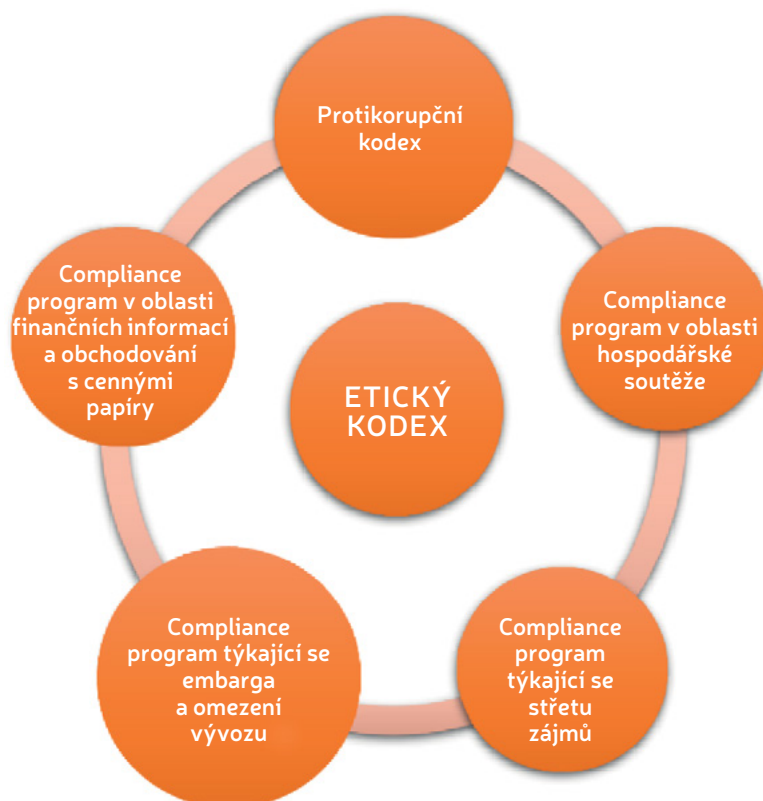 Protikorupční
kodex
Compliance
program v oblasti
finančních informací
a obchodování
s cennými
papíry
Compliance
program v oblasti
hospodářské
soutěže
ETICKÝ
KODEX
Compliance
program týkající se
embarga
a omezení
vývozu
Compliance
program
týkající se
střetu
zájmů